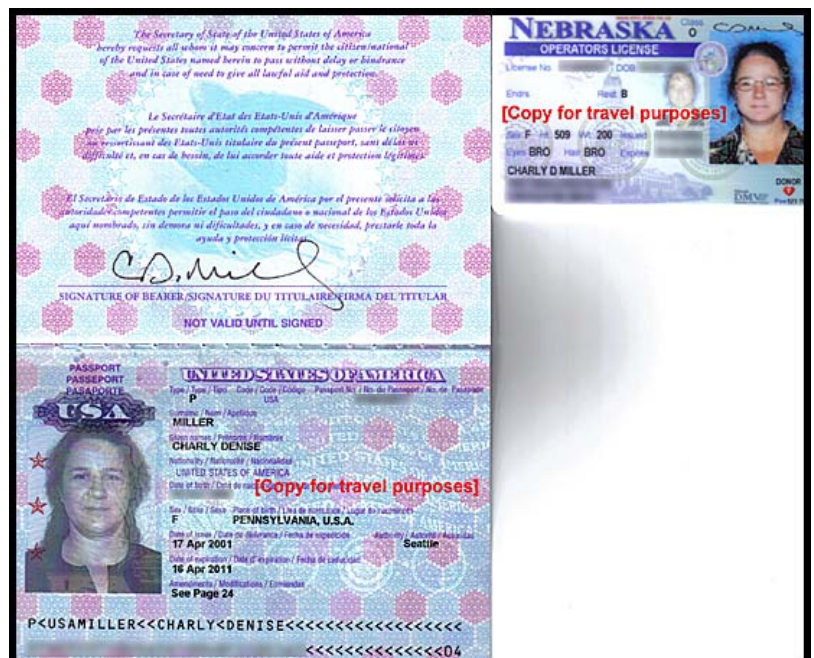 The Secretary of State of the United States of America
hereby requests all whom it may concern to permit the citizen/national
of the United States named herein to pass without delay or hindrance
and in case of need to give all lawful aid and protection.
Le Secrétaire d'Etat des Etats-Unis d'Amérique
prie par les présentes toutes autorités compétentes de laisser passer le citoyen
ou ressortissant des Etats-Unis titulaire du présent passeport, sans délai ni
difficulté et, en cas de besoin, de lui accorder toute aide et protection légitimes.
El Secretario de Estado de los Estados Unidos de América por el presente solicita a las
autoridades competentes permitir el paso del ciudadano o nacional de los Estados Unidos
aquí nombrado, sin demora ni dificultades, y en caso de necesidad, prestarle toda la
ayuda y protección lícitas.
SIGNATURE OF BEARER/SIGNATURE DU TITULAIRE/FIRMA DEL TITULAR
NOT VALID UNTIL SIGNED
PASSPORT
PASSEPORT
PASAPORTE
USA
UNITED STATES OF AMERICA
Type / Type / Tipo Code / Code / Código Passport No. / No. de Passeport / No. de Pasaporte
P USA
Surname / Nom / Apellidos
MILLER
Given names / Prénoms / Nombres
CHARLY DENISE
Nationality / Nationalité / Nacionalidad
UNITED STATES OF AMERICA
Date of birth / Date de
[Copy for travel purposes]
Sex / Sexe / Sexo Place of birth / Lieu de naissance / Lugar de nacimiento
F PENNSYLVANIA, U.S.A.
Date of issue / Date de délivrance / Fecha de expedición Authority / Autorité / Autoridad
17 Apr 2001 Seattle
Date of expiration / Date d'expiration / Fecha de caducidad
16 Apr 2011
Amendments / Modifications / Enmiendas
See Page 24
P<USAMILLER<<CHARLY<DENISE<<<<<<<<<<<<<<<<<<
<<<<<<<<<<<<<<04
NEBRASKA Class
O
OPERATORS LICENSE
License No. DOB
Endrs Rest B
[Copy for travel purposes]
Sex F Ht 509 Wt 200 Issued
Eyes BRO Hair BRO Expires
CHARLY D MILLER
DONOR
DMV